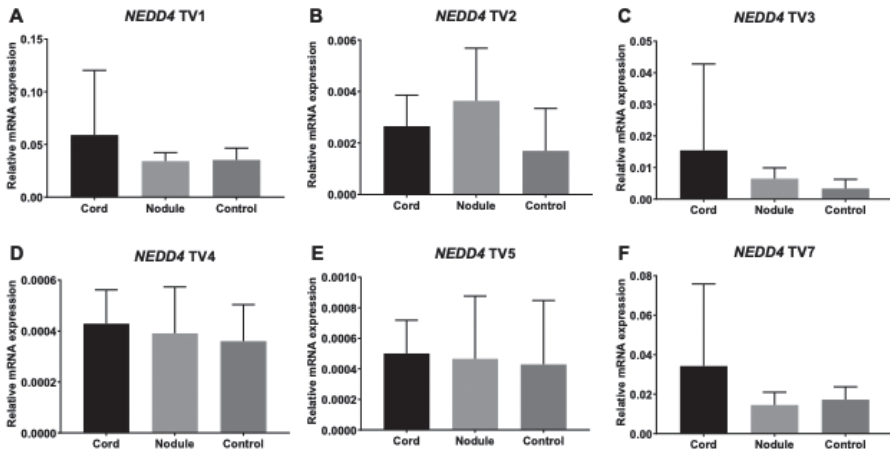 A
NEDD4 TV1
Relative mRNA expression
0.15
0.10
0.05
0.00
Cord Nodule Control
B
NEDD4 TV2
Relative mRNA expression
0.006
0.004
0.002
0.000
Cord Nodule Control
C
NEDD4 TV3
Relative mRNA expression
0.05
0.04
0.03
0.02
0.01
0.00
Cord Nodule Control
D
NEDD4 TV4
Relative mRNA expression
0.0006
0.0004
0.0002
0.0000
Cord Nodule Control
E
NEDD4 TV5
Relative mRNA expression
0.0010
0.0008
0.0006
0.0004
0.0002
0.0000
Cord Nodule Control
F
NEDD4 TV7
Relative mRNA expression
0.08
0.06
0.04
0.02
0.00
Cord Nodule Control